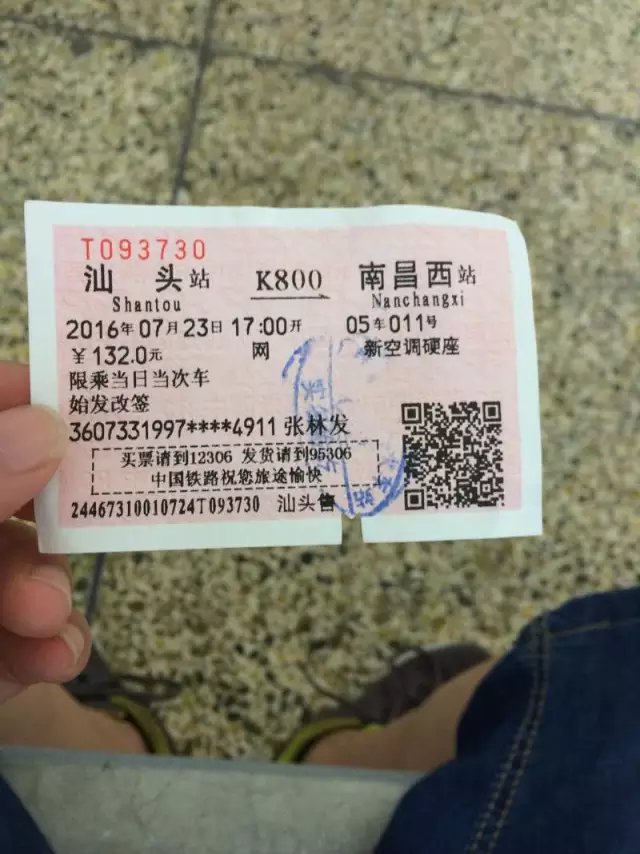 T093730
汕头站 K800 南昌西站
Shantou Nanchangxi
2016年07月23日17:00开 05车011号
￥132.0元 网 新空调硬座
限乘当日当次车
始发改签
3607331997****4911 张林发
买票请到12306 发货请到95306
中国铁路祝您旅途愉快
24467310010724T093730 汕头售